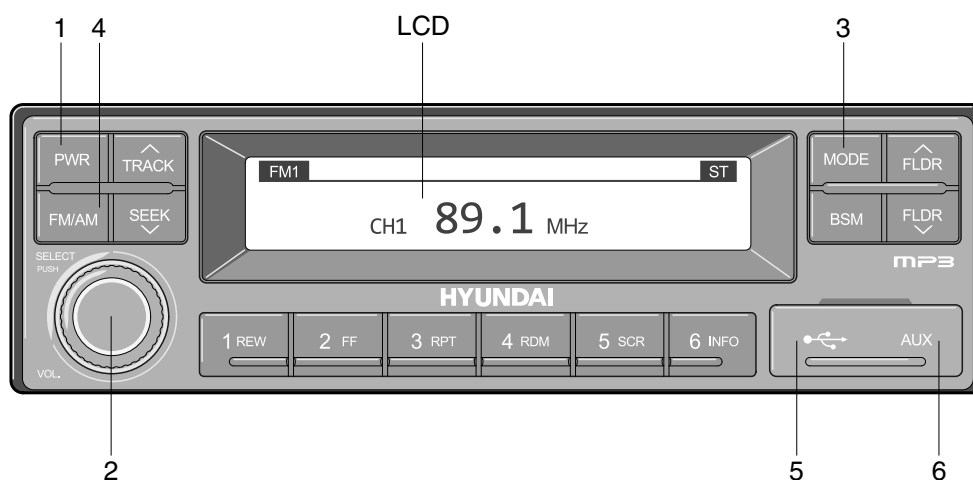 1 4 LCD 3
PWR TRACK
FM1 ST
MODE FLDR
FM/AM SEEK
CH1 89.1 MHz
BSM FLDR
SELECT
PUSH
MP3
HYUNDAI
1 REW 2 FF 3 RPT 4 RDM 5 SCR 6 INFO
AUX
VOL.
2 5 6